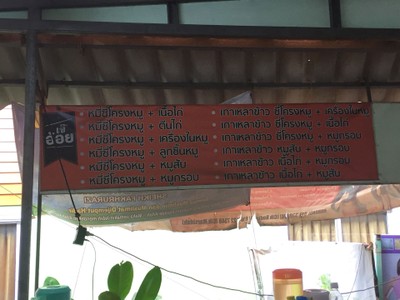 เจ๊
อ้อย
• หมี่ซี่โครงหมู + เนื้อไก่
• หมี่ซี่โครงหมู + ตีนไก่
• หมี่ซี่โครงหมู + เครื่องในหมู
• หมี่ซี่โครงหมู + ลูกชิ้นหมู
• หมี่ซี่โครงหมู + หมูสับ
• หมี่ซี่โครงหมู + หมูกรอบ
• เกาเหลาข้าว ซี่โครงหมู + เครื่องในหมู
• เกาเหลาข้าว ซี่โครงหมู + เนื้อไก่
• เกาเหลาข้าว ซี่โครงหมู + หมูกรอบ
• เกาเหลาข้าว หมูสับ + หมูกรอบ
• เกาเหลาข้าว เนื้อไก่ + หมูกรอบ
• เกาเหลาข้าว เนื้อไก่ + หมูสับ